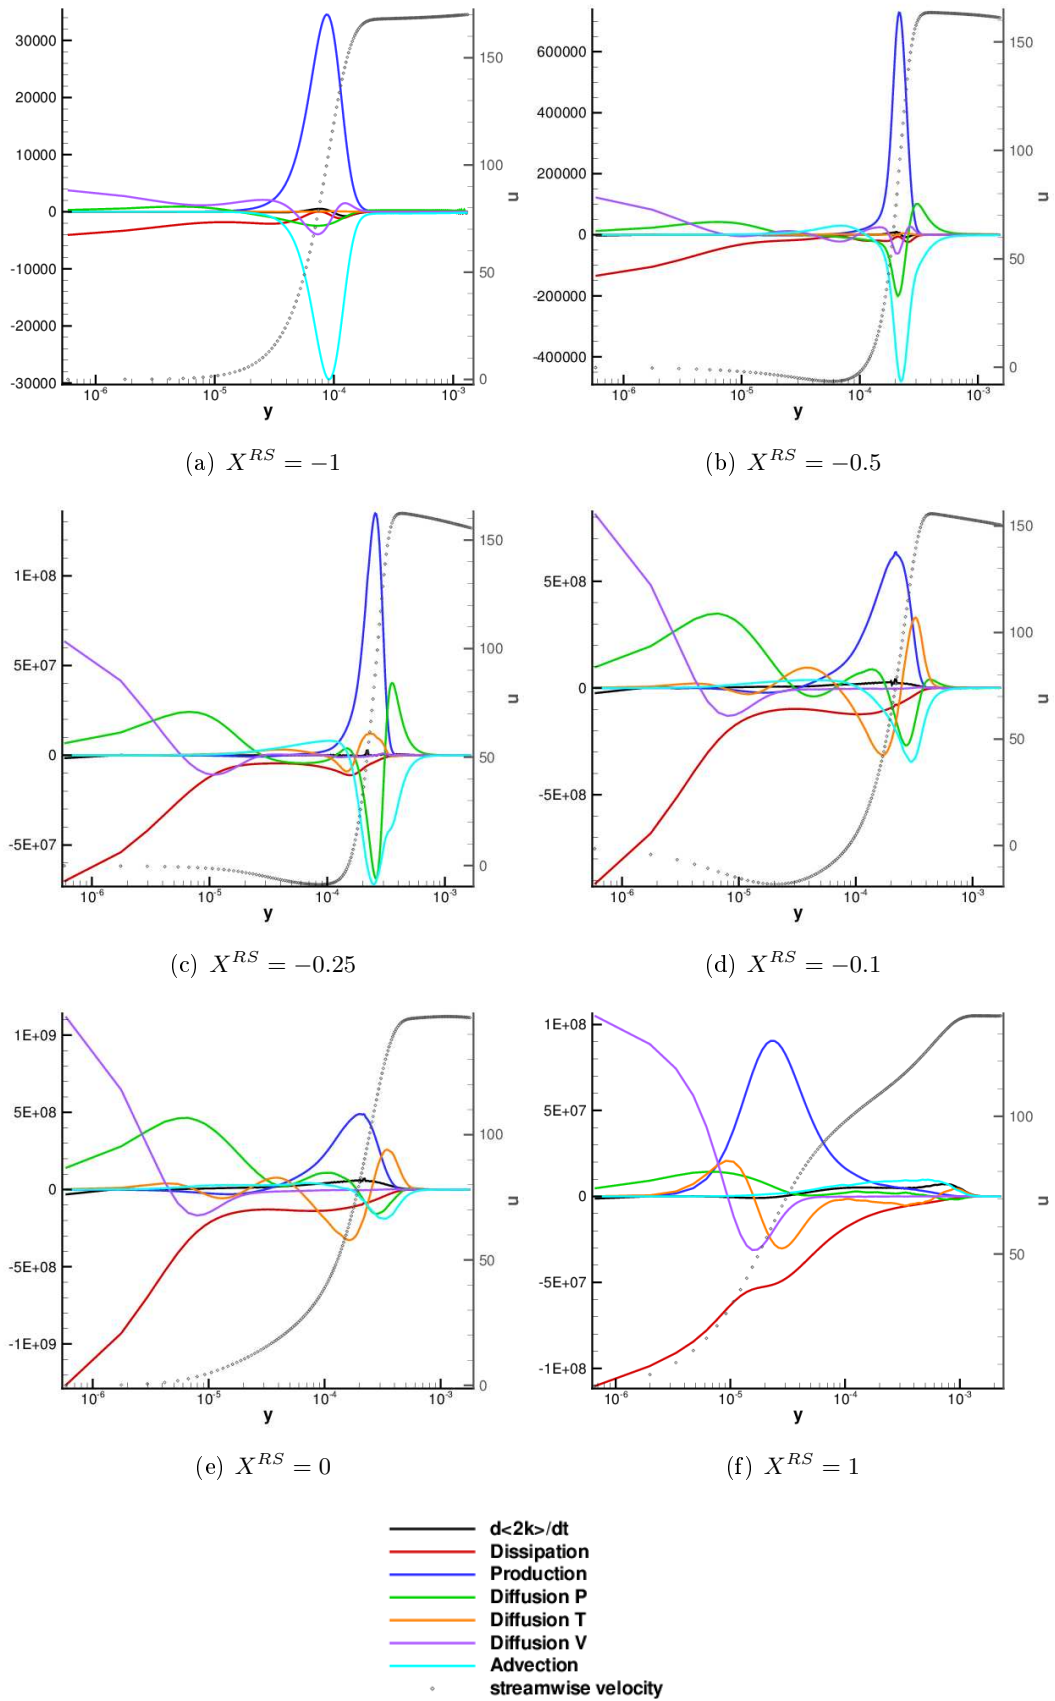 30000
20000
10000
0
-10000
-20000
-30000
150
100
50
0
u
10-6 10-5 10-4 10-3
y
(a) X^RS = −1
600000
400000
200000
0
-200000
-400000
150
100
50
0
u
10-6 10-5 10-4 10-3
y
(b) X^RS = −0.5
1E+08
5E+07
0
-5E+07
150
100
50
0
u
10-6 10-5 10-4 10-3
y
(c) X^RS = −0.25
5E+08
0
-5E+08
150
100
50
0
u
10-6 10-5 10-4 10-3
y
(d) X^RS = −0.1
1E+09
5E+08
0
-5E+08
-1E+09
100
50
0
u
10-6 10-5 10-4 10-3
y
(e) X^RS = 0
1E+08
5E+07
0
-5E+07
-1E+08
100
50
u
10-6 10-5 10-4 10-3
y
(f) X^RS = 1
d<2k>/dt
Dissipation
Production
Diffusion P
Diffusion T
Diffusion V
Advection
streamwise velocity